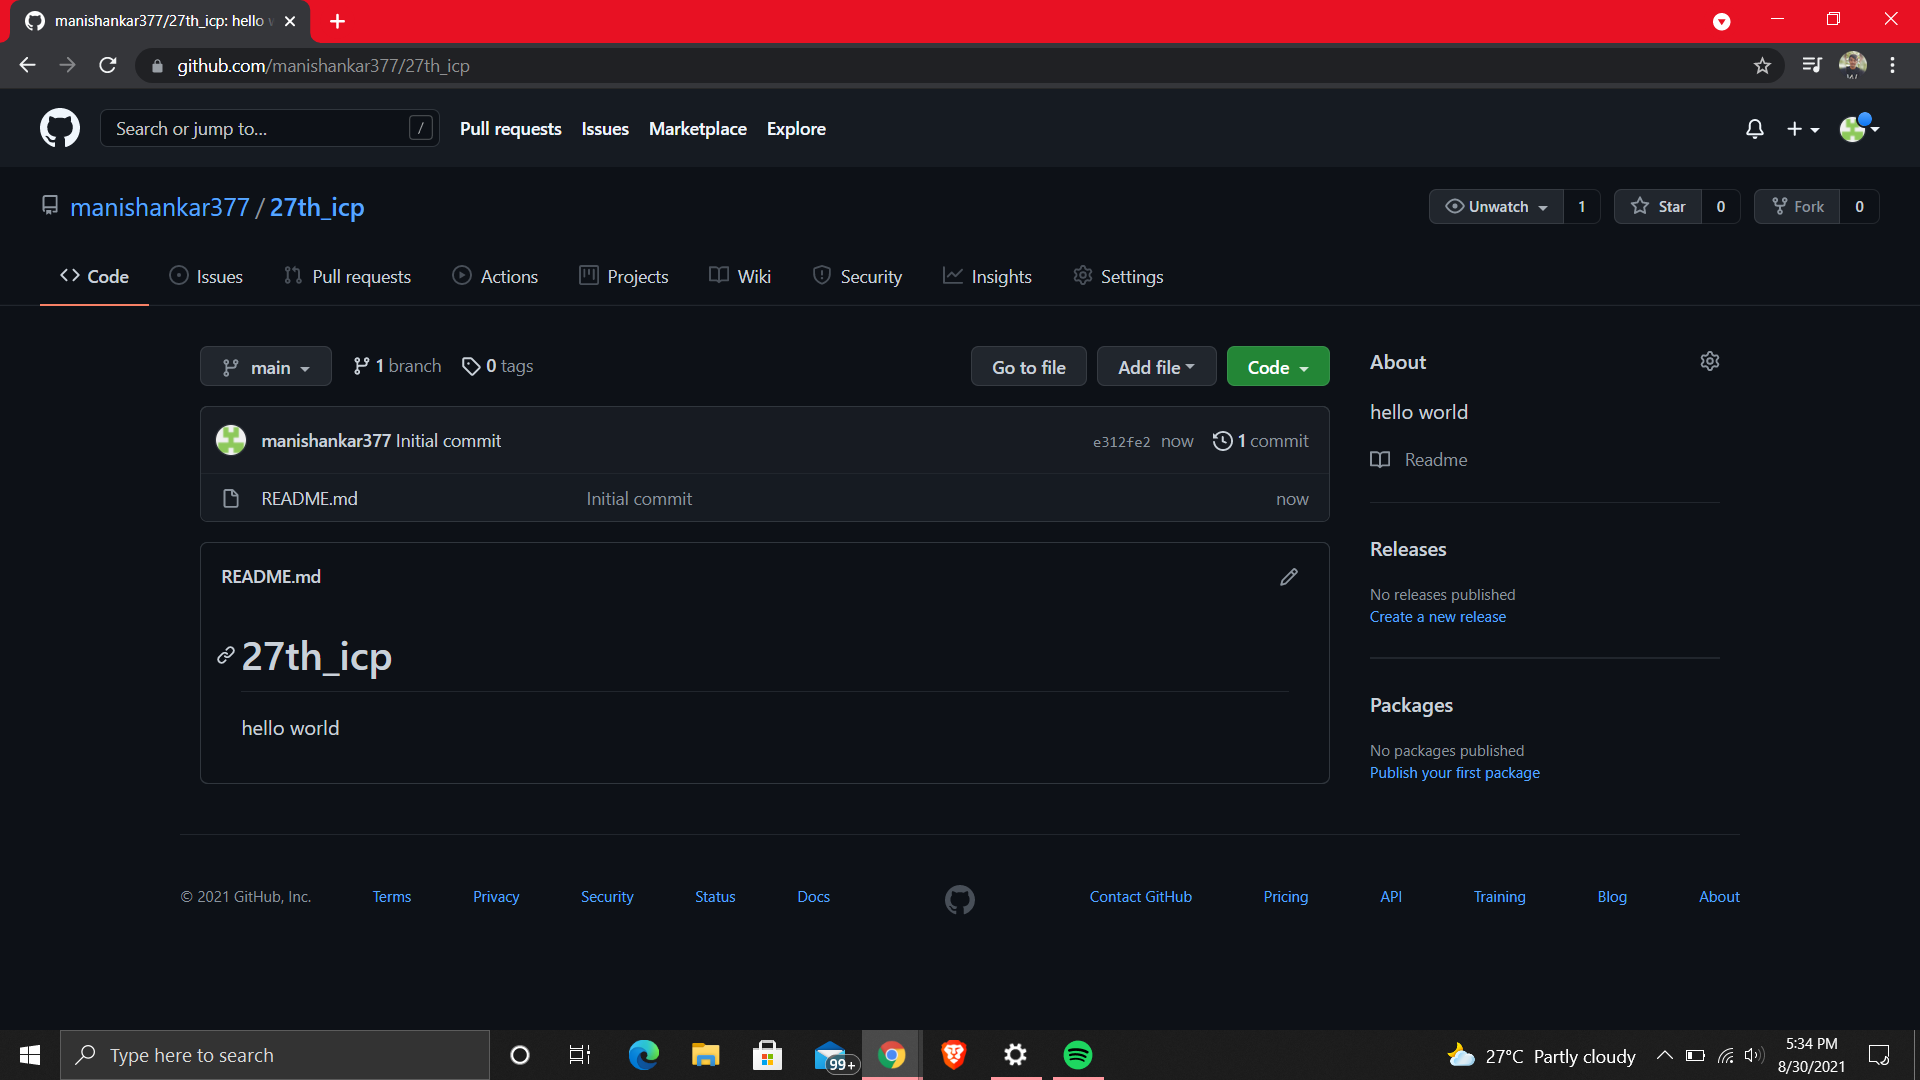 manishankar377/27th_icp: hello w
github.com/manishankar377/27th_icp
Search or jump to... / Pull requests Issues Marketplace Explore
manishankar377 / 27th_icp Unwatch 1 Star 0 Fork 0
Code Issues Pull requests Actions Projects Wiki Security Insights Settings
main 1 branch 0 tags Go to file Add file Code
manishankar377 Initial commit e312fe2 now 1 commit
README.md Initial commit now
README.md
27th_icp
hello world
About
hello world
Readme
Releases
No releases published
Create a new release
Packages
No packages published
Publish your first package
© 2021 GitHub, Inc. Terms Privacy Security Status Docs Contact GitHub Pricing API Training Blog About
Type here to search 99+ 27°C Partly cloudy 5:34 PM
8/30/2021